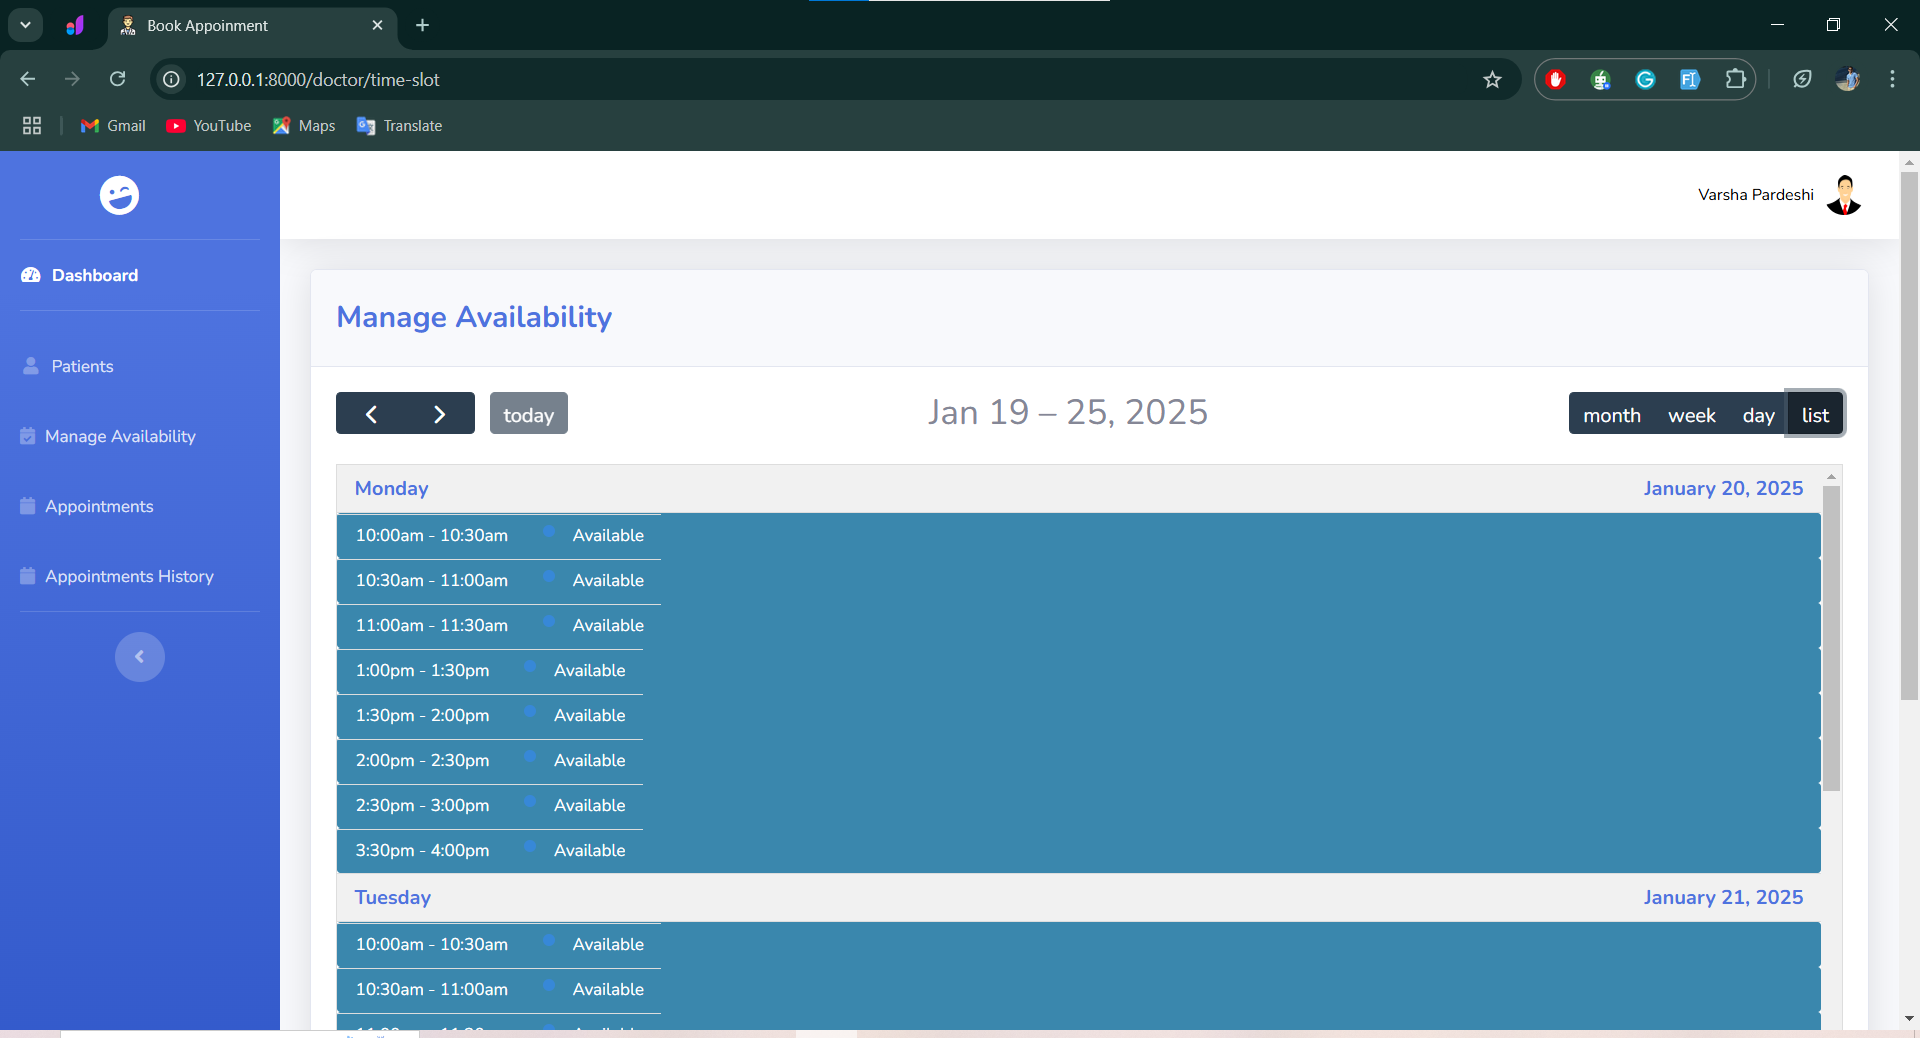 Book Appoinment
127.0.0.1:8000/doctor/time-slot
Gmail YouTube Maps Translate
Varsha Pardeshi
Dashboard
Patients
Manage Availability
Appointments
Appointments History
Manage Availability
today
Jan 19 – 25, 2025
month week day list
Monday January 20, 2025
10:00am - 10:30am Available
10:30am - 11:00am Available
11:00am - 11:30am Available
1:00pm - 1:30pm Available
1:30pm - 2:00pm Available
2:00pm - 2:30pm Available
2:30pm - 3:00pm Available
3:30pm - 4:00pm Available
Tuesday January 21, 2025
10:00am - 10:30am Available
10:30am - 11:00am Available